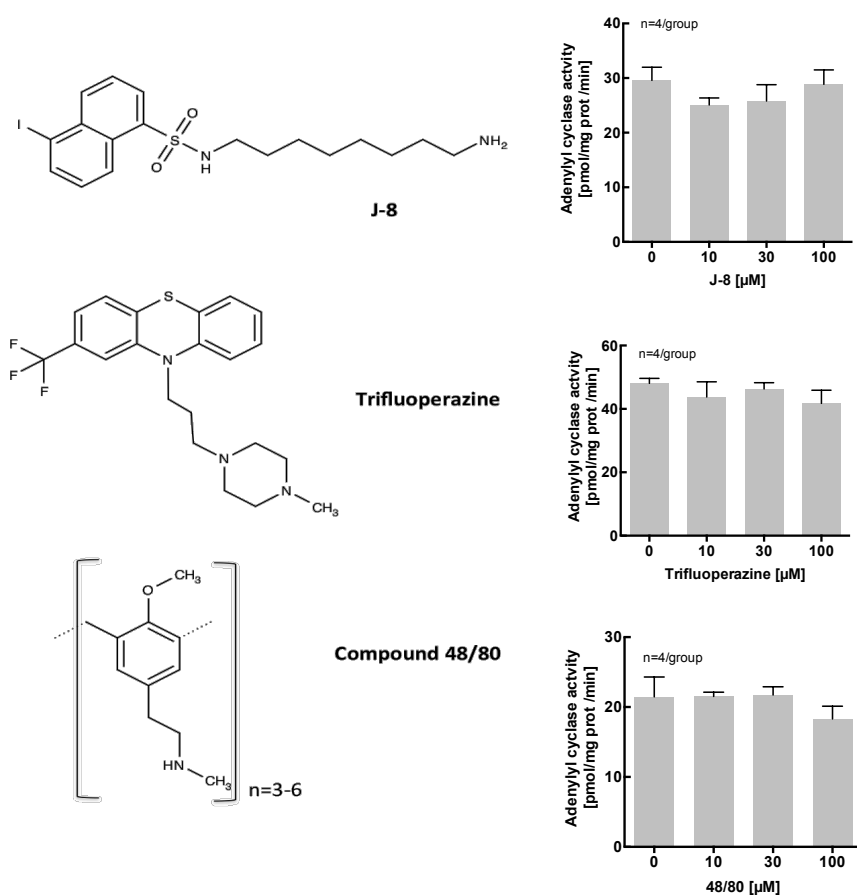 I
O
S
O
N
H
NH₂
J-8
n=4/group
Adenylyl cyclase actvity
[pmol/mg prot /min]
40
30
20
10
0
0 10 30 100
J-8 [µM]
S
F
F
F
N
N
N
CH₃
Trifluoperazine
n=4/group
Adenylyl cyclase actvity
[pmol/mg prot /min]
60
40
20
0
0 10 30 100
Trifluoperazine [µM]
O
CH₃
HN
CH₃
n=3-6
Compound 48/80
n=4/group
Adenylyl cyclase actvity
[pmol/mg prot /min]
30
20
10
0
0 10 30 100
48/80 [µM]